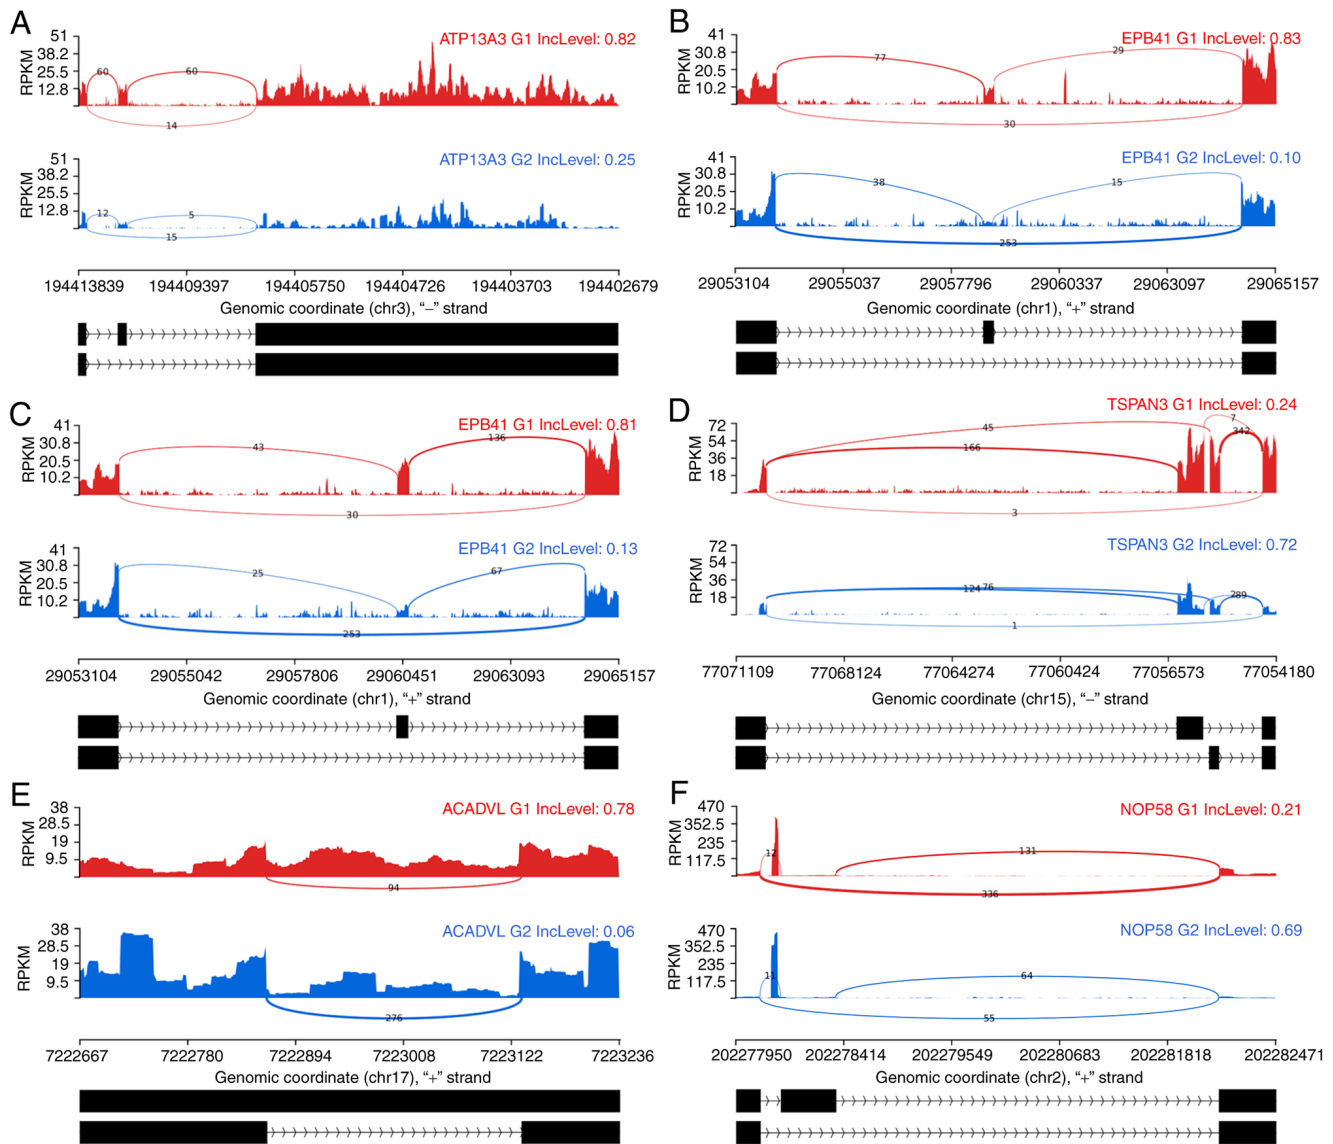 A
ATP13A3 G1 IncLevel: 0.82
RPKM
51
38.2
25.5
12.8
60
60
14
ATP13A3 G2 IncLevel: 0.25
RPKM
51
38.2
25.5
12.8
12
5
15
194413839 194409397 194405750 194404726 194403703 194402679
Genomic coordinate (chr3), “–” strand
B
EPB41 G1 IncLevel: 0.83
RPKM
41
30.8
20.5
10.2
77
29
30
EPB41 G2 IncLevel: 0.10
RPKM
41
30.8
20.5
10.2
38
15
253
29053104 29055037 29057796 29060337 29063097 29065157
Genomic coordinate (chr1), “+” strand
C
EPB41 G1 IncLevel: 0.81
RPKM
41
30.8
20.5
10.2
43
136
30
EPB41 G2 IncLevel: 0.13
RPKM
41
30.8
20.5
10.2
25
67
253
29053104 29055042 29057806 29060451 29063093 29065157
Genomic coordinate (chr1), “+” strand
D
TSPAN3 G1 IncLevel: 0.24
RPKM
72
54
36
18
45
7
342
166
3
TSPAN3 G2 IncLevel: 0.72
RPKM
72
54
36
18
124
76
289
1
77071109 77068124 77064274 77060424 77056573 77054180
Genomic coordinate (chr15), “–” strand
E
ACADVL G1 IncLevel: 0.78
RPKM
38
28.5
19
9.5
94
ACADVL G2 IncLevel: 0.06
RPKM
38
28.5
19
9.5
276
7222667 7222780 7222894 7223008 7223122 7223236
Genomic coordinate (chr17), “+” strand
F
NOP58 G1 IncLevel: 0.21
RPKM
470
352.5
235
117.5
12
131
336
NOP58 G2 IncLevel: 0.69
RPKM
470
352.5
235
117.5
11
64
55
202277950 202278414 202279549 202280683 202281818 202282471
Genomic coordinate (chr2), “+” strand